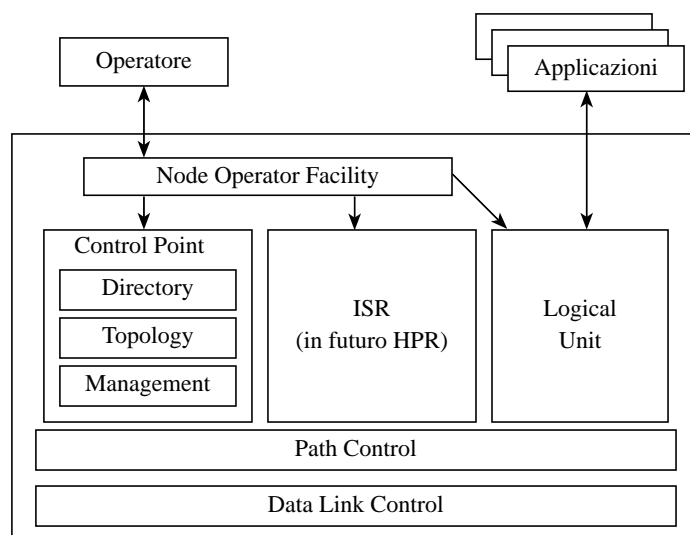 Operatore
Applicazioni
Node Operator Facility
Control Point
Directory
Topology
Management
ISR
(in futuro HPR)
Logical
Unit
Path Control
Data Link Control